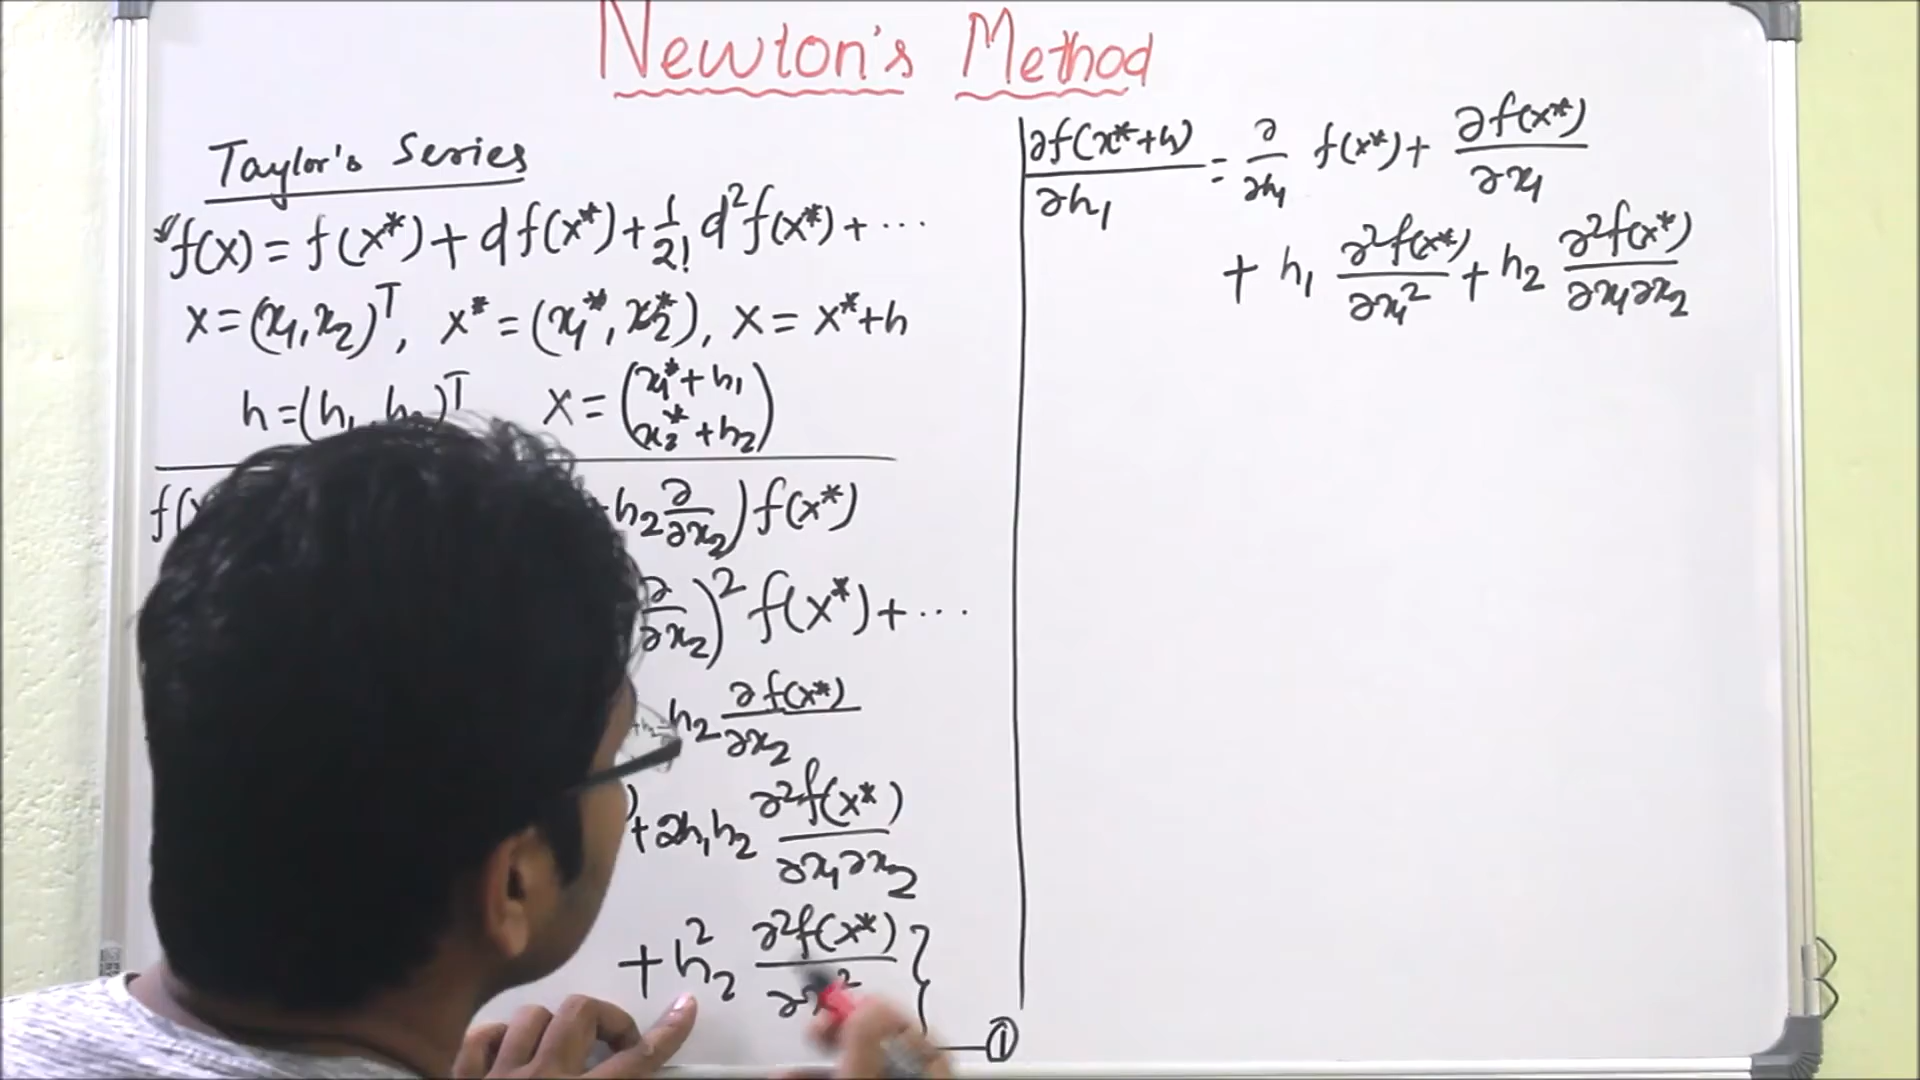 Newton's Method
Taylor's Series
f(x) = f(x*) + df(x*) + 1/2! d²f(x*) + ...
x = (x₁, x₂)ᵀ, x* = (x₁*, x₂*), x = x* + h
h = (h₁, h₂)ᵀ x = (x₁* + h₁
x₂* + h₂)
f(x h₂ ∂/∂x₂) f(x*)
∂/∂x₂)² f(x*) + ...
h₂ ∂f(x*)/∂x₂
+ 2h₁h₂ ∂²f(x*)/∂x₁∂x₂
+ h₂² ∂²f(x*)/∂x ² }
①
∂f(x*+h)/∂h₁ = ∂/∂h₁ f(x*) + ∂f(x*)/∂x₁
+ h₁ ∂²f(x*)/∂x₁² + h₂ ∂²f(x*)/∂x₁∂x₂